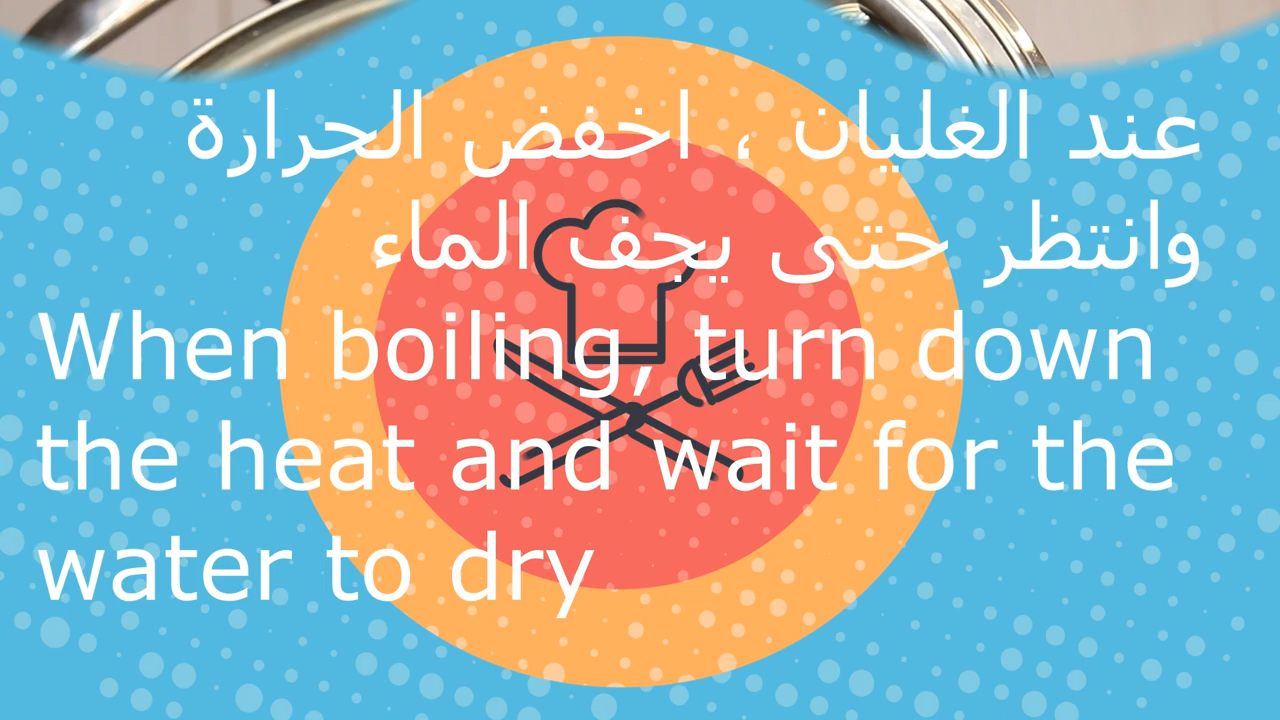 عند الغليان ، اخفض الحرارة
وانتظر حتى يجف الماء
When boiling, turn down
the heat and wait for the
water to dry